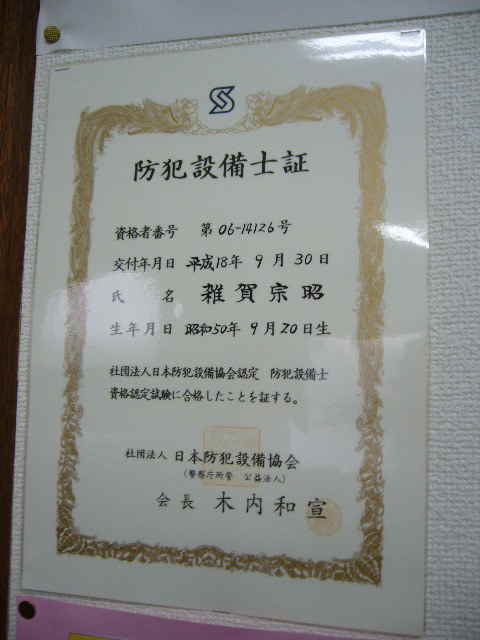 防犯設備士証
資格者番号 第06-14126号
交付年月日 平成18年 9月30日
氏名 雑賀宗昭
生年月日 昭和50年 9月20日生
社団法人日本防犯設備協会認定 防犯設備士
資格認定試験に合格したことを証する。
社団法人 日本防犯設備協会
(警察庁所管 公益法人)
会長 木内和宣